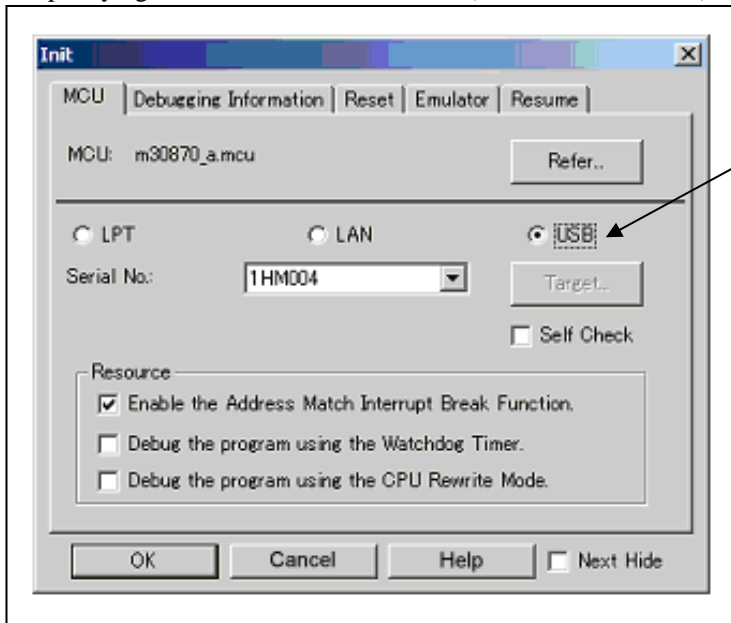 Init
MCU Debugging Information Reset Emulator Resume
MCU: m30870_a.mcu Refer..
LPT LAN USB
Serial No.: 1HM004 Target..
Self Check
Resource
Enable the Address Match Interrupt Break Function.
Debug the program using the Watchdog Timer.
Debug the program using the CPU Rewrite Mode.
OK Cancel Help Next Hide